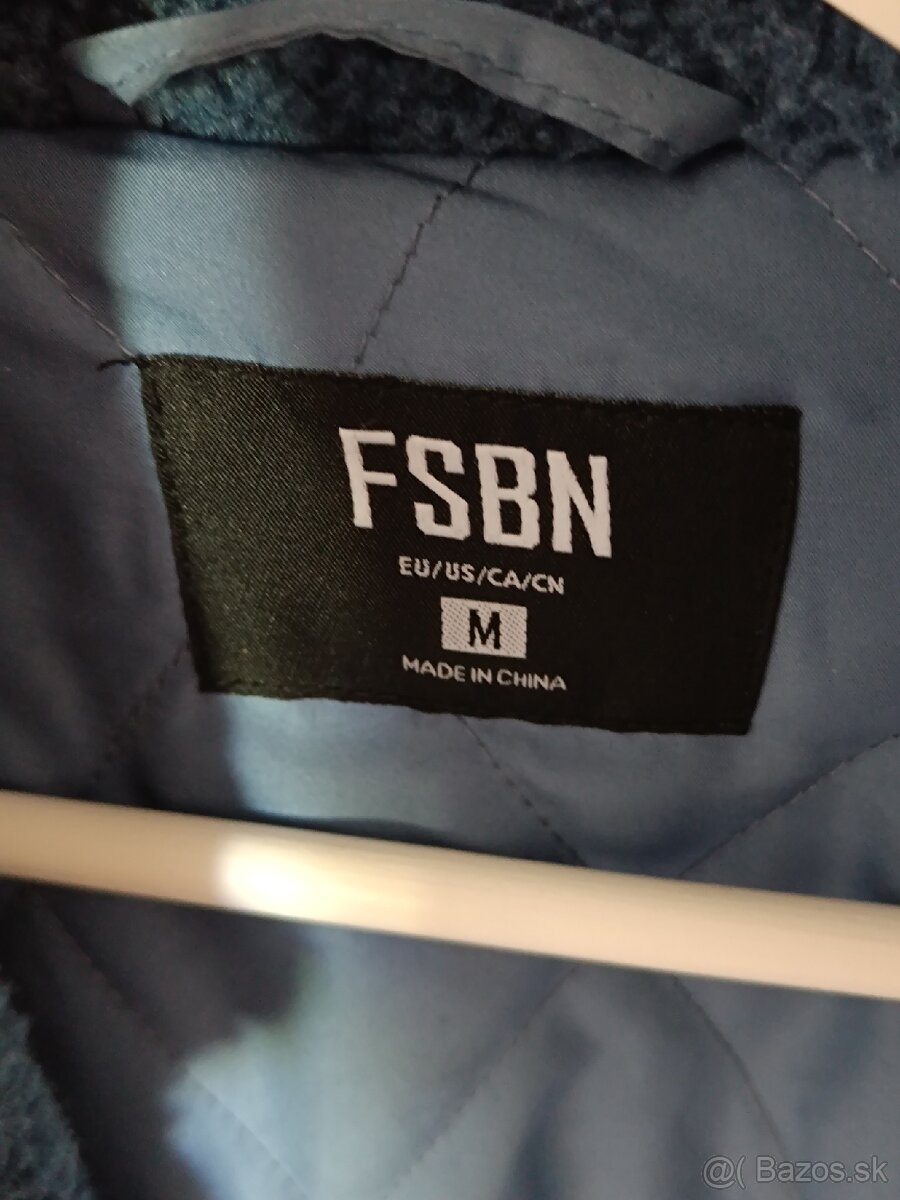 FSBN
EU/US/CA/CN
M
MADE IN CHINA
@( Bazos.sk